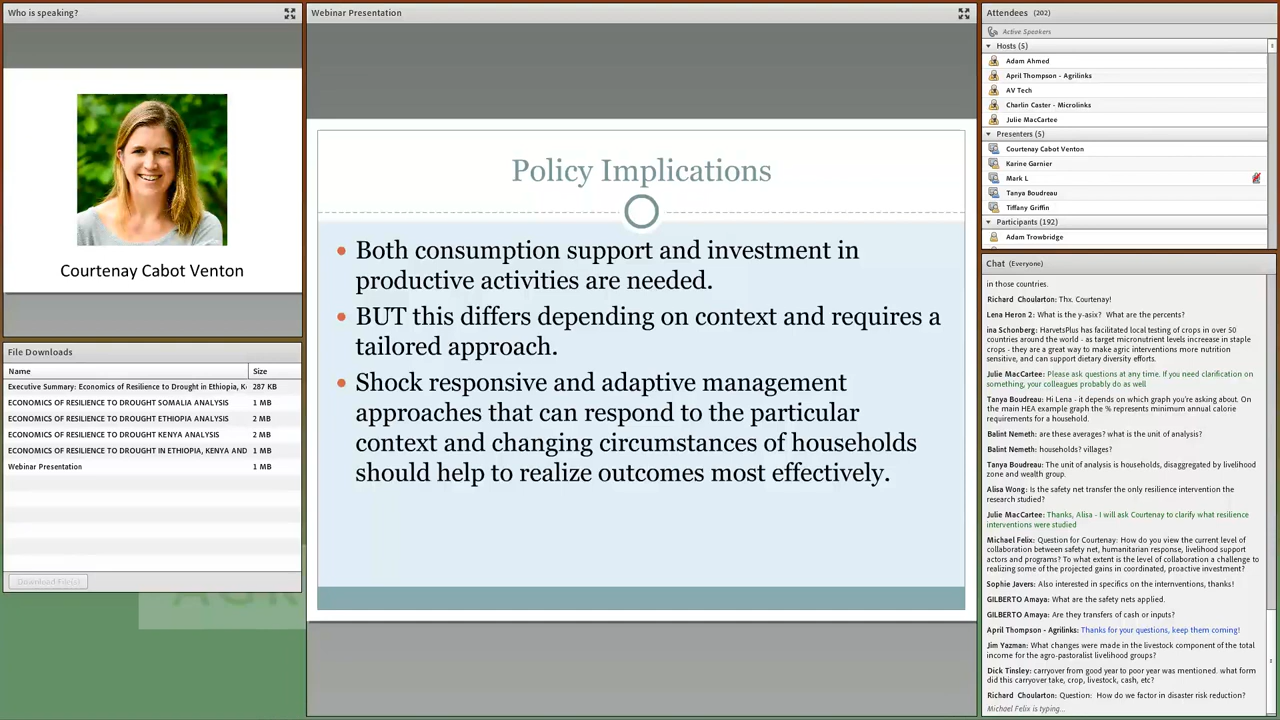 Who is speaking?
Courtenay Cabot Venton
File Downloads
Name Size
Executive Summary: Economics of Resilience to Drought in Ethiopia, K 287 KB
ECONOMICS OF RESILIENCE TO DROUGHT SOMALIA ANALYSIS 1 MB
ECONOMICS OF RESILIENCE TO DROUGHT ETHIOPIA ANALYSIS 2 MB
ECONOMICS OF RESILIENCE TO DROUGHT KENYA ANALYSIS 2 MB
ECONOMICS OF RESILIENCE TO DROUGHT IN ETHIOPIA, KENYA AND 1 MB
Webinar Presentation 1 MB
Download File(s)
Webinar Presentation
Policy Implications
Both consumption support and investment in
productive activities are needed.
BUT this differs depending on context and requires a
tailored approach.
Shock responsive and adaptive management
approaches that can respond to the particular
context and changing circumstances of households
should help to realize outcomes most effectively.
Attendees (202)
Active Speakers
Hosts (5)
Adam Ahmed
April Thompson - Agrilinks
AV Tech
Charlin Caster - Microlinks
Julie MacCartee
Presenters (5)
Courtenay Cabot Venton
Karine Garnier
Mark L
Tanya Boudreau
Tiffany Griffin
Participants (192)
Adam Trowbridge
Chat (Everyone)
in those countries.
Richard Choularton: Thx. Courtenay!
Lena Heron 2: What is the y-asix? What are the percents?
ina Schonberg: HarvetsPlus has facilitated local testing of crops in over 50
countries around the world - as target micronutrient levels increase in staple
crops - they are a great way to make agric interventions more nutrition
sensitive, and can support dietary diversity efforts.
Julie MacCartee: Please ask questions at any time. If you need clarification on
something, your colleagues probably do as well
Tanya Boudreau: Hi Lena - it depends on which graph you're asking about. On
the main HEA example graph the % represents minimum annual calorie
requirements for a household.
Balint Nemeth: are these averages? what is the unit of analysis?
Balint Nemeth: households? villages?
Tanya Boudreau: The unit of analysis is households, disaggregated by livelihood
zone and wealth group.
Alisa Wong: Is the safety net transfer the only resilience intervention the
research studied?
Julie MacCartee: Thanks, Alisa - I will ask Courtenay to clarify what resilience
interventions were studied
Michael Felix: Question for Courtenay: How do you view the current level of
collaboration between safety net, humanitarian response, livelihood support
actors and programs? To what extent is the level of collaboration a challenge to
realizing some of the projected gains in coordinated, proactive investment?
Sophie Javers: Also interested in specifics on the internventions, thanks!
GILBERTO Amaya: What are the safety nets applied.
GILBERTO Amaya: Are they transfers of cash or inputs?
April Thompson - Agrilinks: Thanks for your questions, keep them coming!
Jim Yazman: What changes were made in the livestock component of the total
income for the agro-pastoralist livelihood groups?
Dick Tinsley: carryover from good year to poor year was mentioned. what form
did this carryover take, crop, livestock, cash, etc?
Richard Choularton: Question: How do we factor in disaster risk reduction?
Michael Felix is typing...